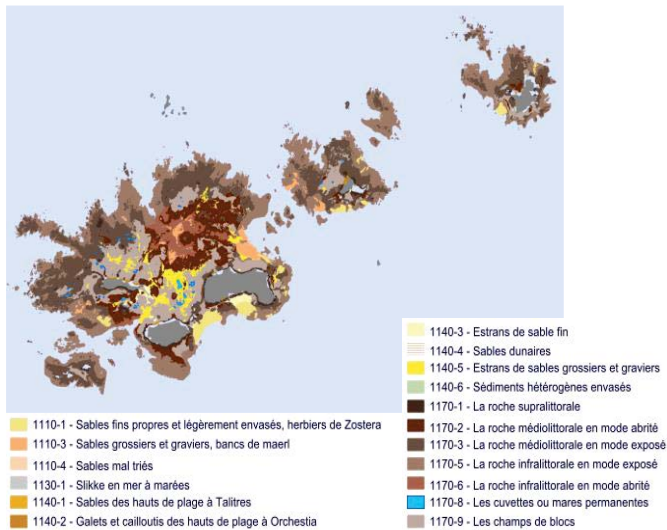 1110-1 - Sables fins propres et légèrement envasés, herbiers de Zostera
1110-3 - Sables grossiers et graviers, bancs de maerl
1110-4 - Sables mal triés
1130-1 - Slikke en mer à marées
1140-1 - Sables des hauts de plage à Talitres
1140-2 - Galets et cailloutis des hauts de plage à Orchestia
1140-3 - Estrans de sable fin
1140-4 - Sables dunaires
1140-5 - Estrans de sables grossiers et graviers
1140-6 - Sédiments hétérogènes envasés
1170-1 - La roche supralittorale
1170-2 - La roche médiolittorale en mode abrité
1170-3 - La roche médiolittorale en mode exposé
1170-5 - La roche infralittorale en mode exposé
1170-6 - La roche infralittorale en mode abrité
1170-8 - Les cuvettes ou mares permanentes
1170-9 - Les champs de blocs